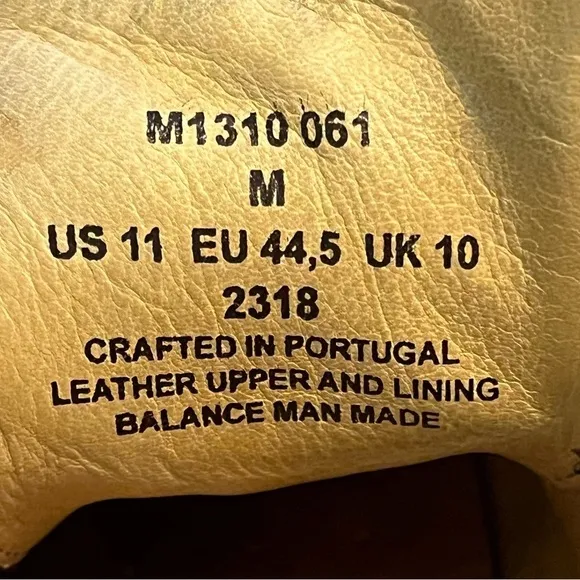 M1310 061
M
US 11 EU 44,5 UK 10
2318
CRAFTED IN PORTUGAL
LEATHER UPPER AND LINING
BALANCE MAN MADE